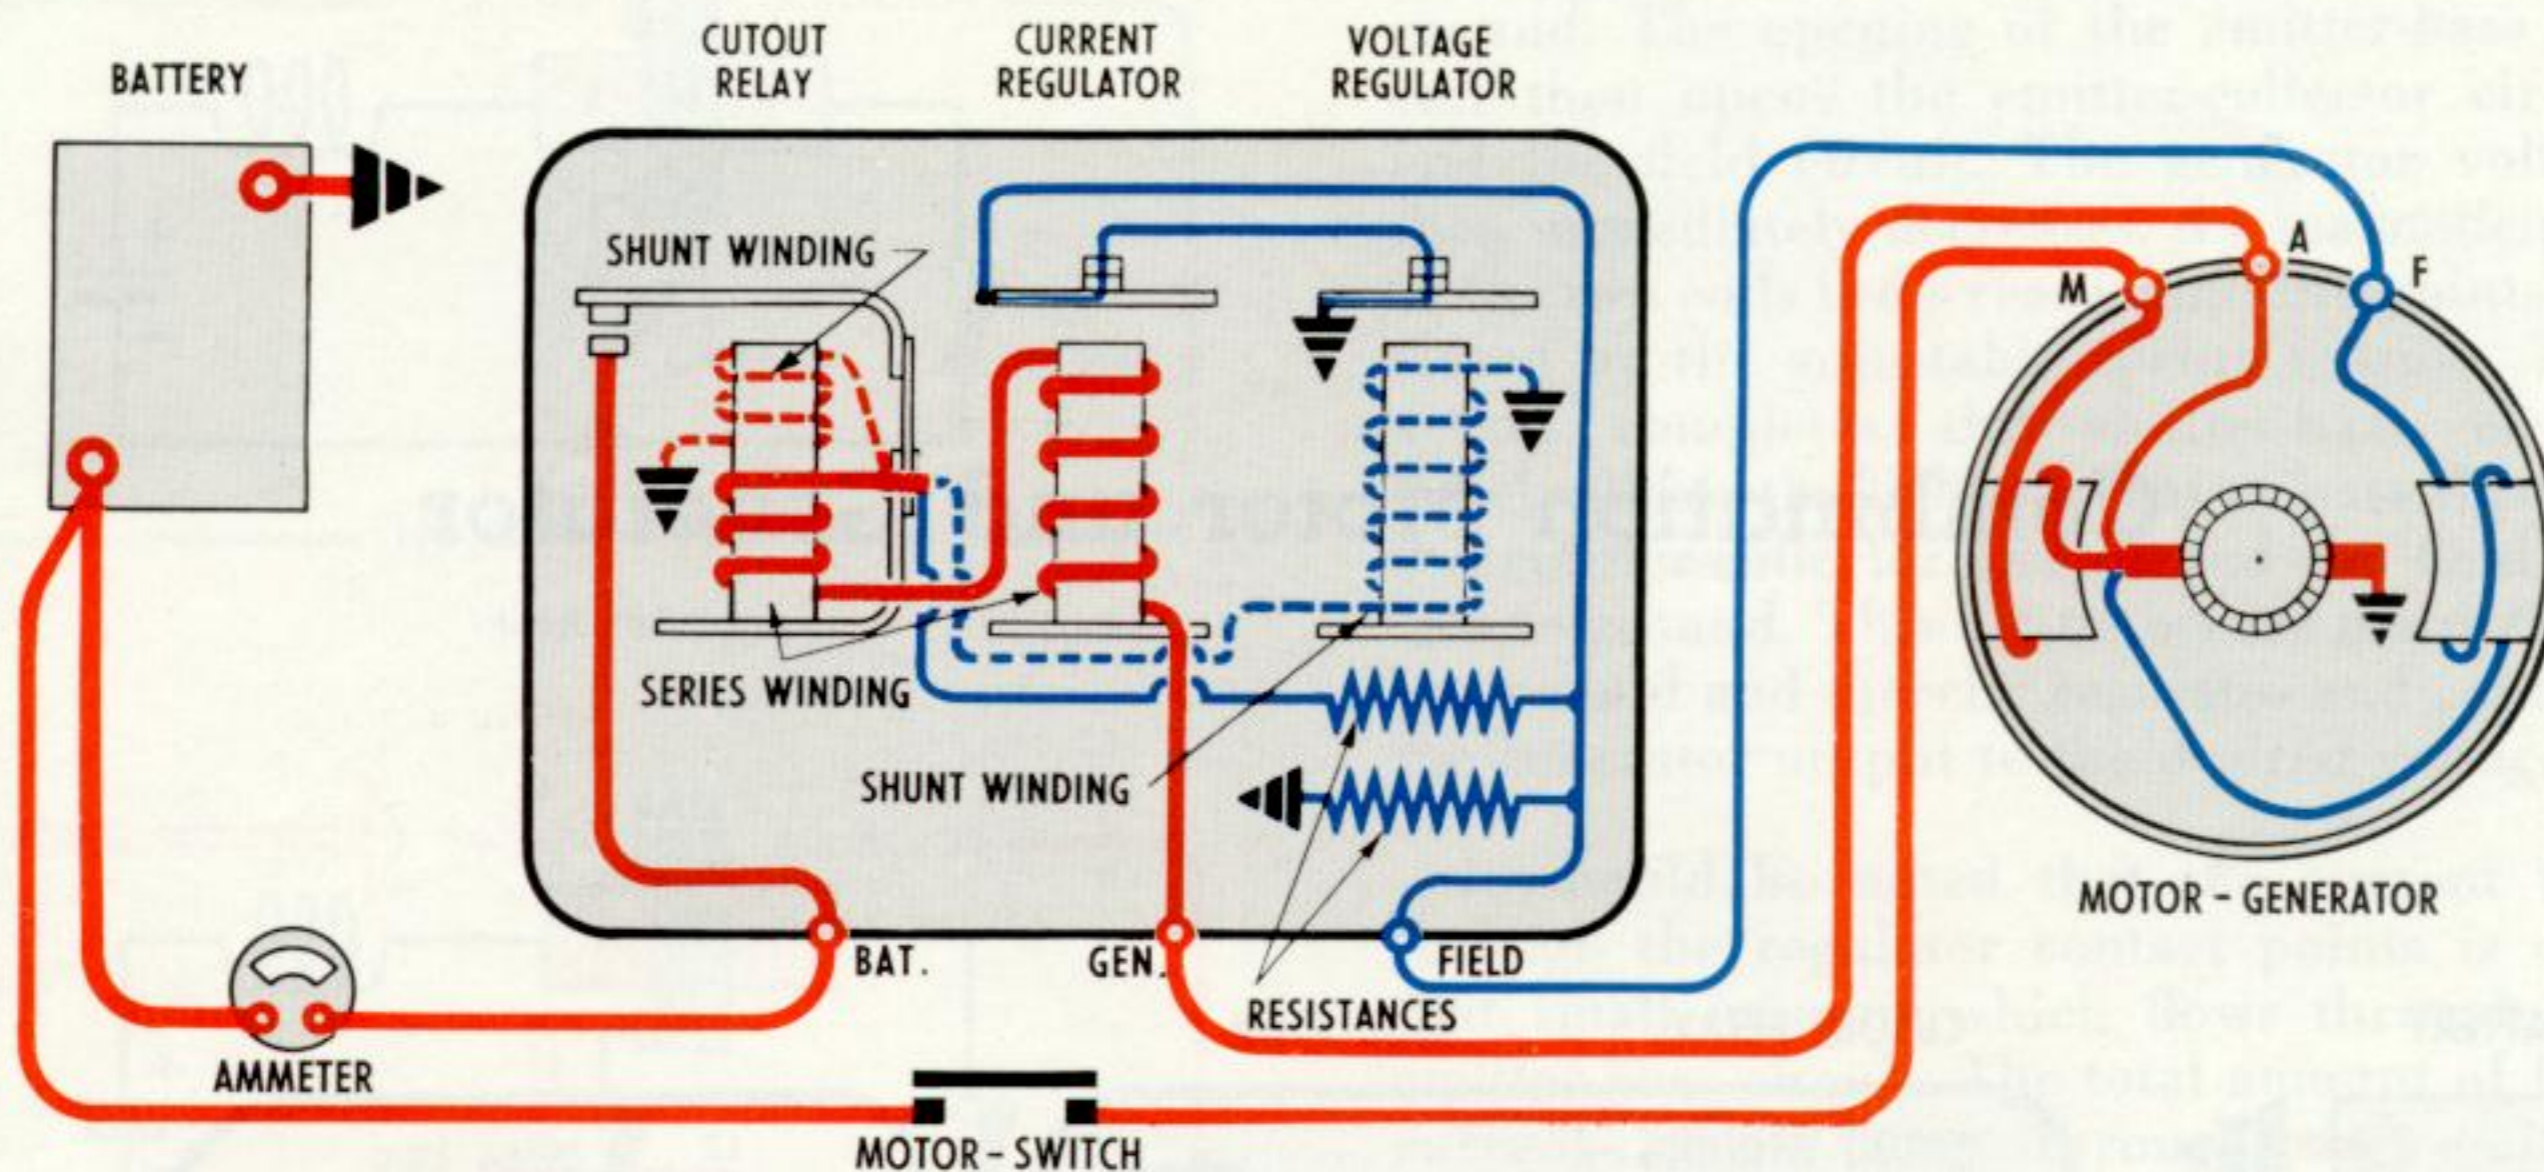 BATTERY
CUTOUT
RELAY
CURRENT
REGULATOR
VOLTAGE
REGULATOR
SHUNT WINDING
A
M
F
SERIES WINDING
SHUNT WINDING
MOTOR - GENERATOR
BAT.
GEN.
FIELD
RESISTANCES
AMMETER
MOTOR - SWITCH